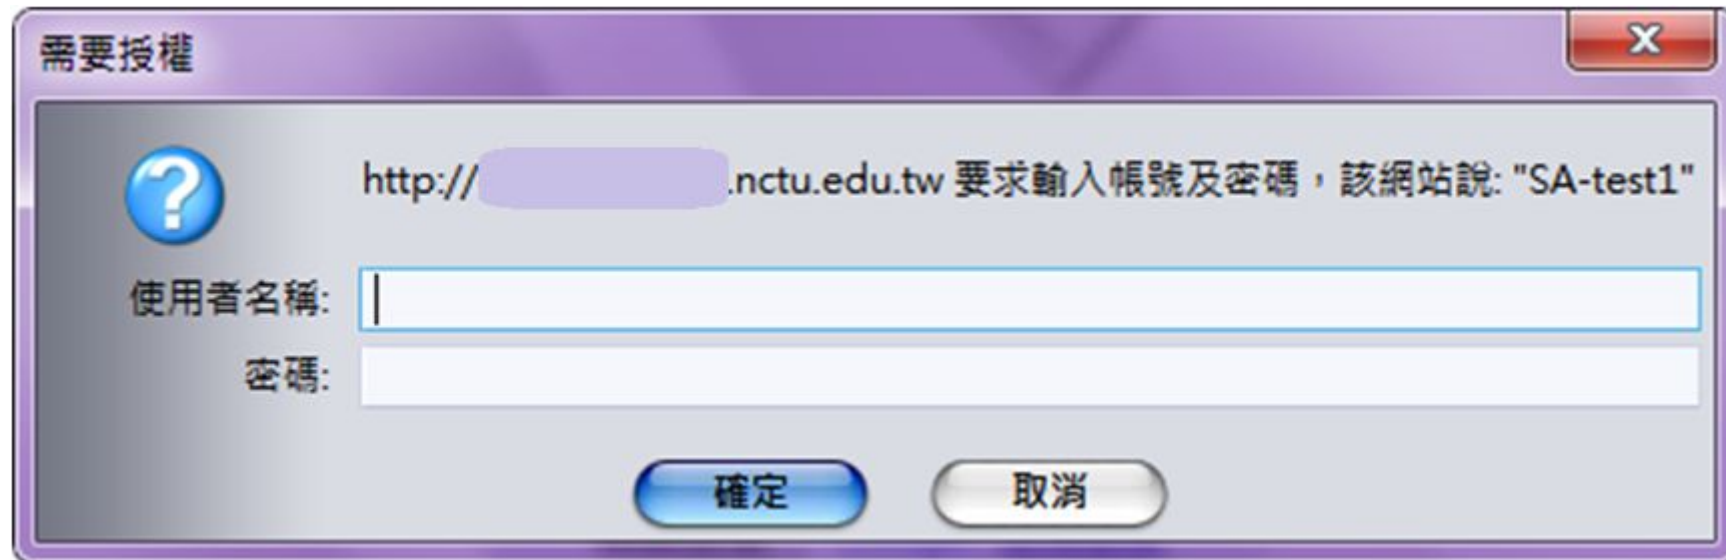 需要授權
http:// .nctu.edu.tw 要求輸入帳號及密碼，該網站說: "SA-test1"
使用者名稱:
密碼:
確定 取消